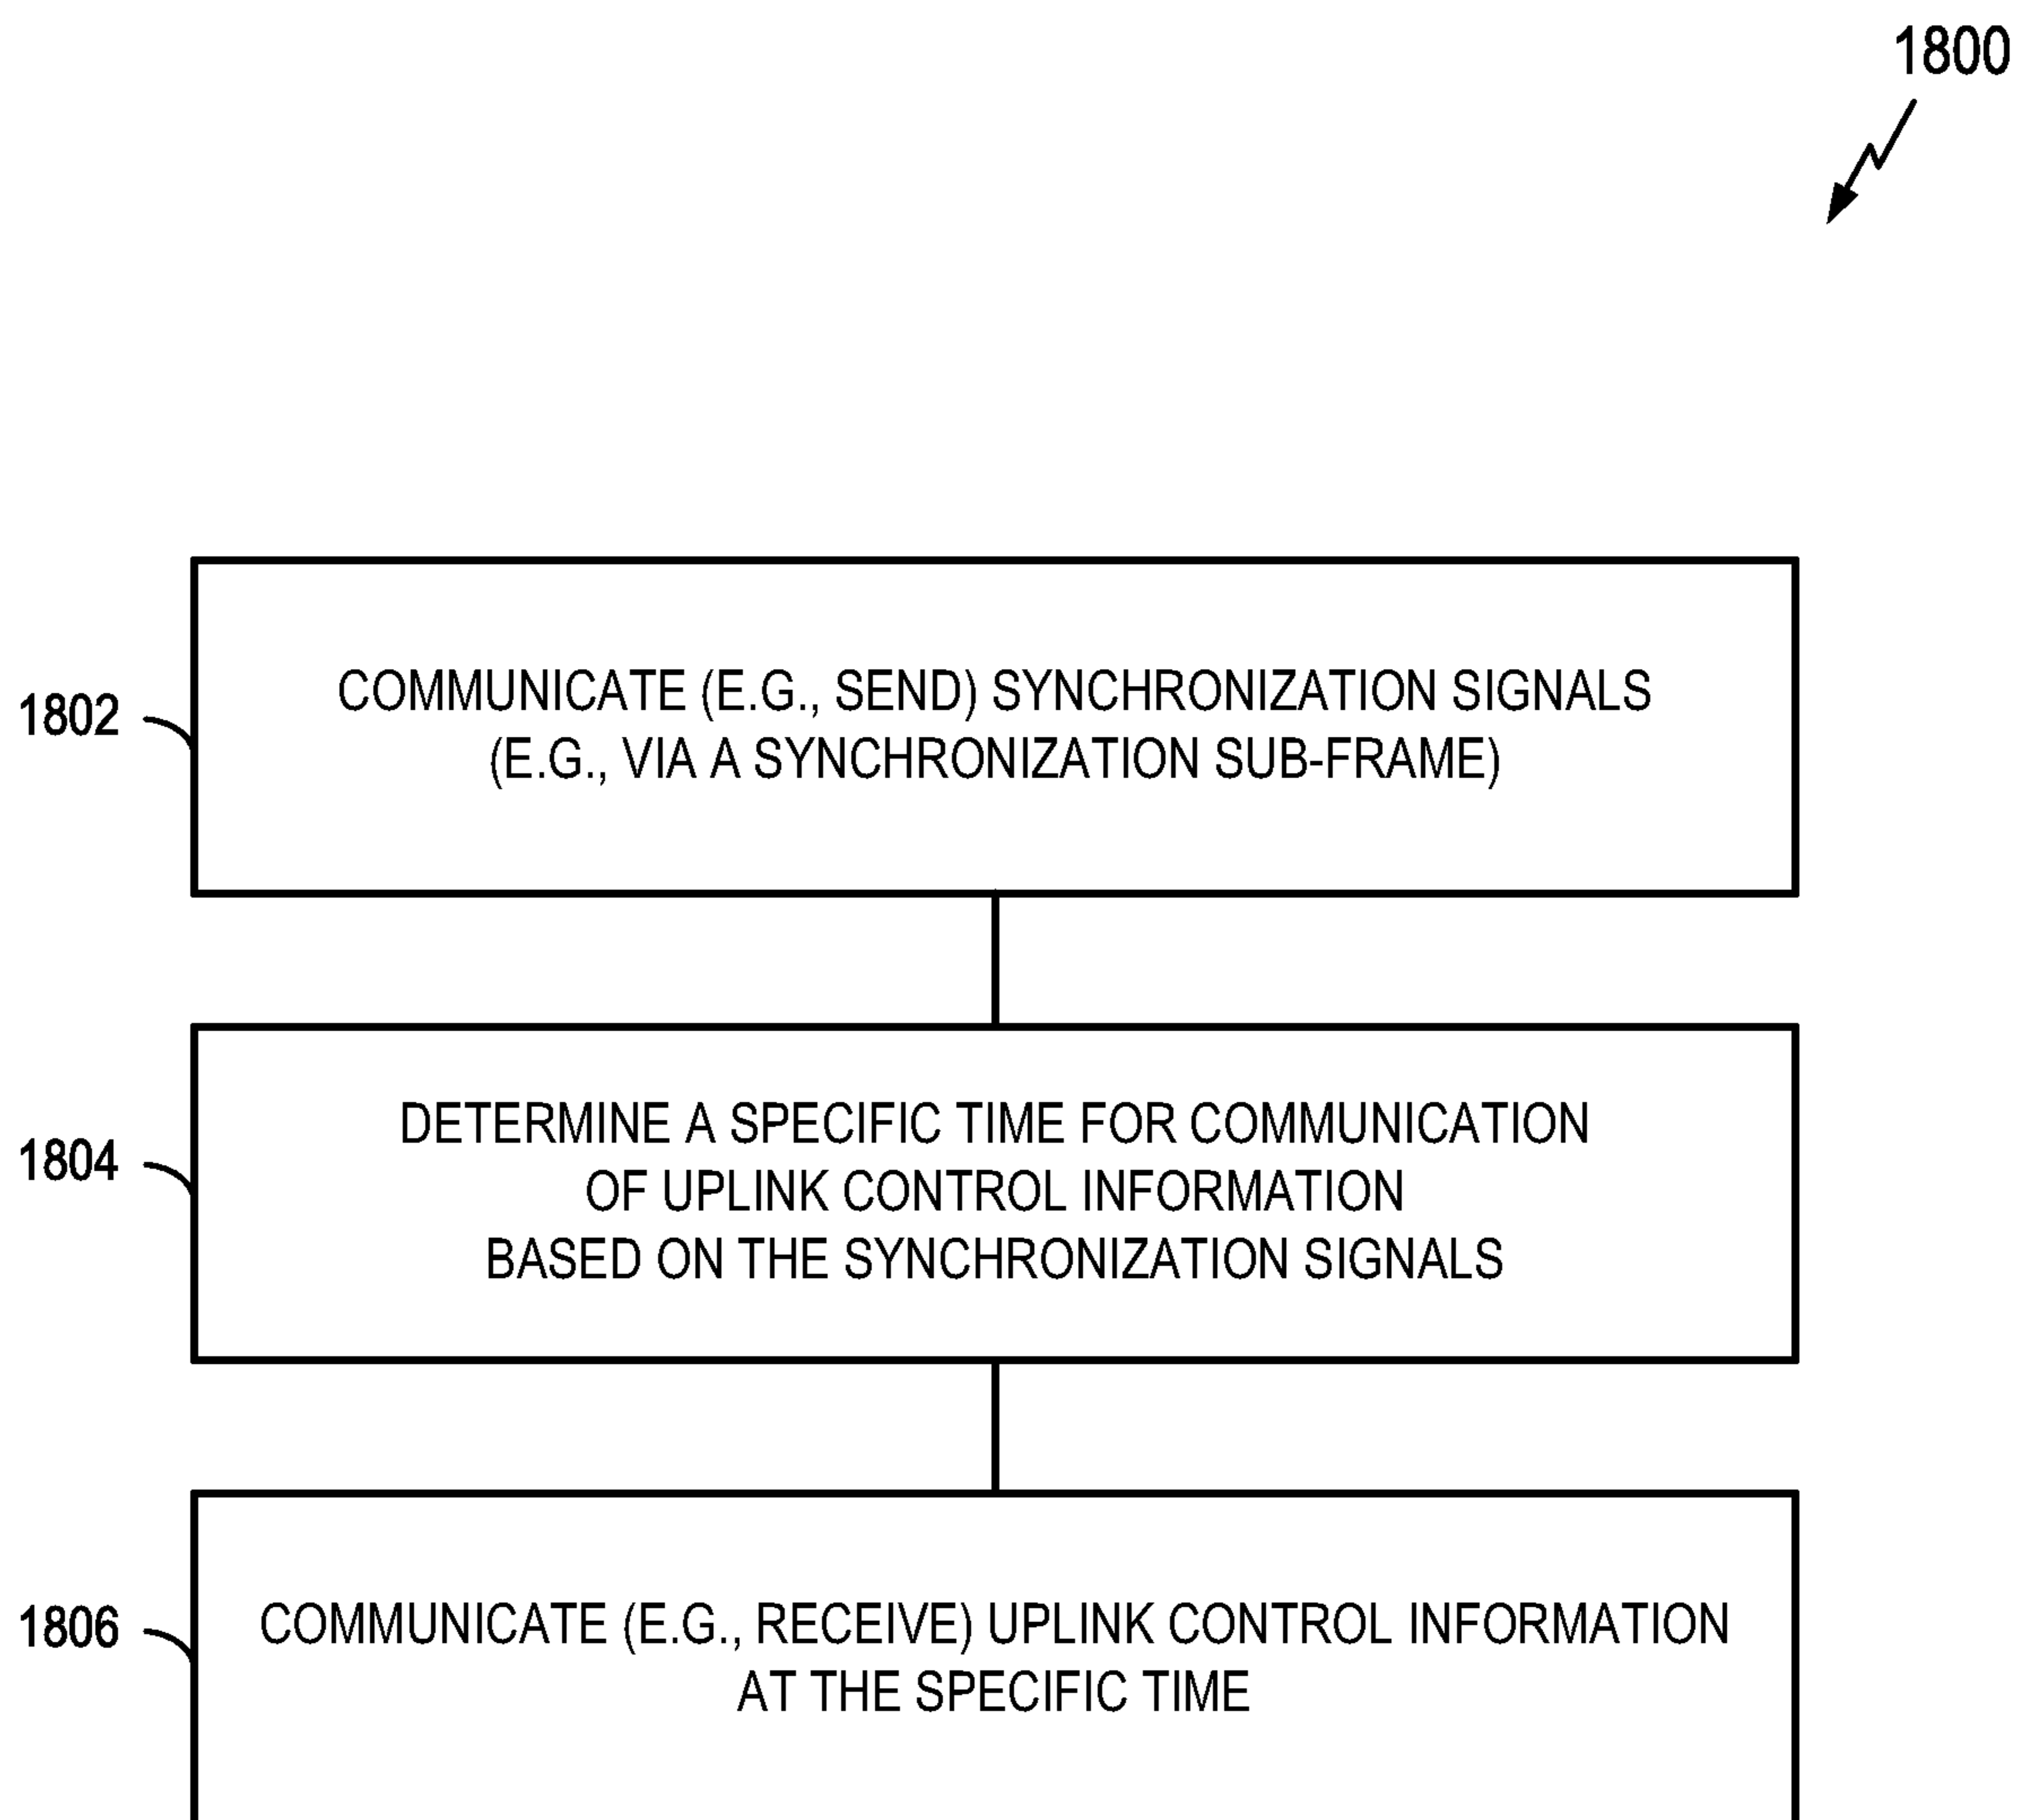 1800
1802
COMMUNICATE (E.G., SEND) SYNCHRONIZATION SIGNALS
(E.G., VIA A SYNCHRONIZATION SUB-FRAME)
1804
DETERMINE A SPECIFIC TIME FOR COMMUNICATION
OF UPLINK CONTROL INFORMATION
BASED ON THE SYNCHRONIZATION SIGNALS
1806
COMMUNICATE (E.G., RECEIVE) UPLINK CONTROL INFORMATION
AT THE SPECIFIC TIME